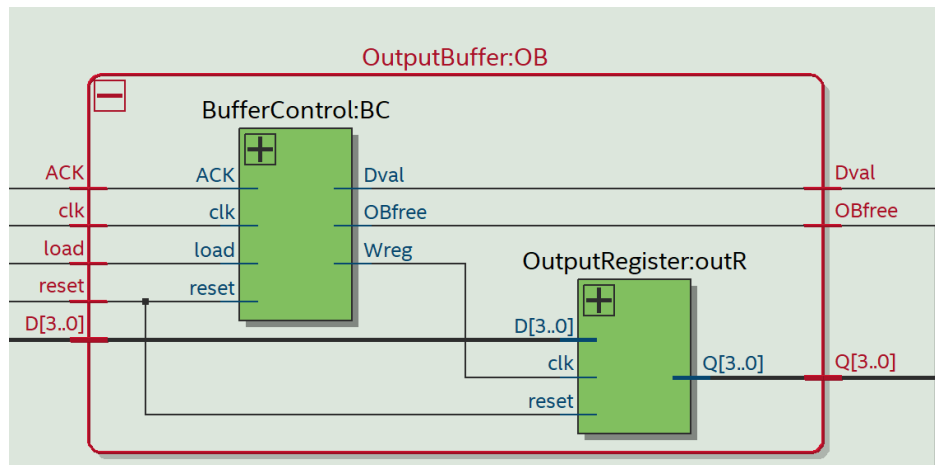 OutputBuffer:OB
BufferControl:BC
ACK
ACK
Dval
Dval
clk
clk
OBfree
OBfree
load
load
Wreg
OutputRegister:outR
reset
reset
D[3..0]
D[3..0]
clk
Q[3..0]
Q[3..0]
reset